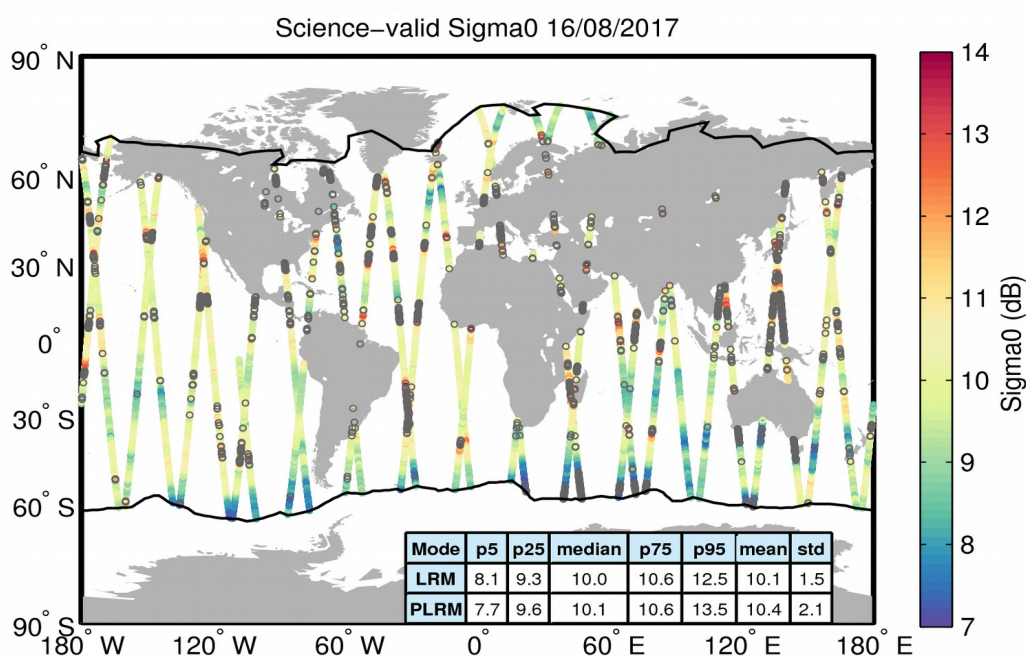 Science−valid Sigma0 16/08/2017
90° N
60° N
30° N
0°
30° S
60° S
90° S
180° W
120° W
60° W
0°
60° E
120° E
180° E
Mode p5 p25 median p75 p95 mean std
LRM 8.1 9.3 10.0 10.6 12.5 10.1 1.5
PLRM 7.7 9.6 10.1 10.6 13.5 10.4 2.1
14
13
12
11
10
9
8
7
Sigma0 (dB)